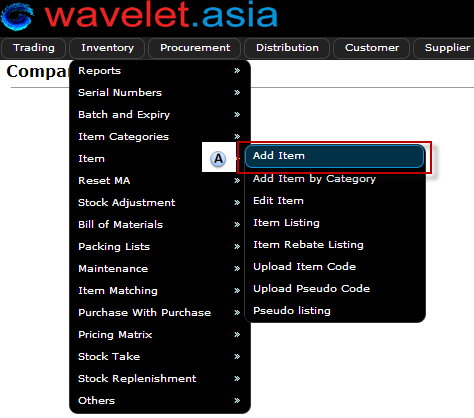 wavelet.asia
Trading Inventory Procurement Distribution Customer Supplier
Compa
Reports »
Serial Numbers »
Batch and Expiry »
Item Categories »
Item A » Add Item
Reset MA » Add Item by Category
Stock Adjustment » Edit Item
Bill of Materials » Item Listing
Packing Lists » Item Rebate Listing
Maintenance » Upload Item Code
Item Matching » Upload Pseudo Code
Purchase With Purchase » Pseudo listing
Pricing Matrix »
Stock Take »
Stock Replenishment »
Others »